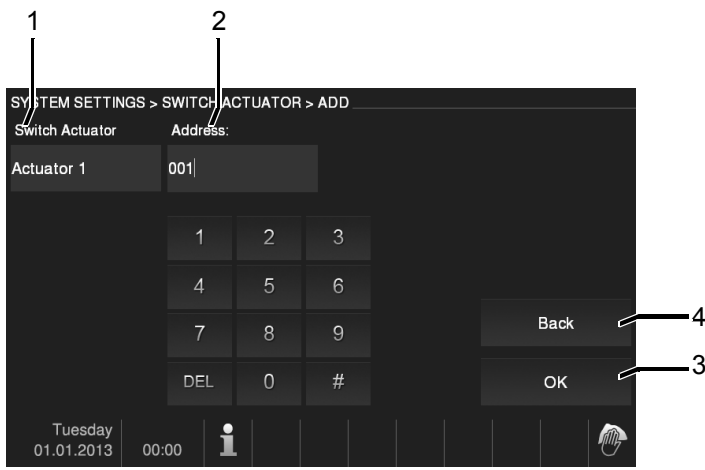 1 2
SYSTEM SETTINGS > SWITCH ACTUATOR > ADD
Switch Actuator Address:
Actuator 1 001
1 2 3
4 5 6
7 8 9
Back 4
DEL 0 # OK 3
Tuesday
01.01.2013 00:00